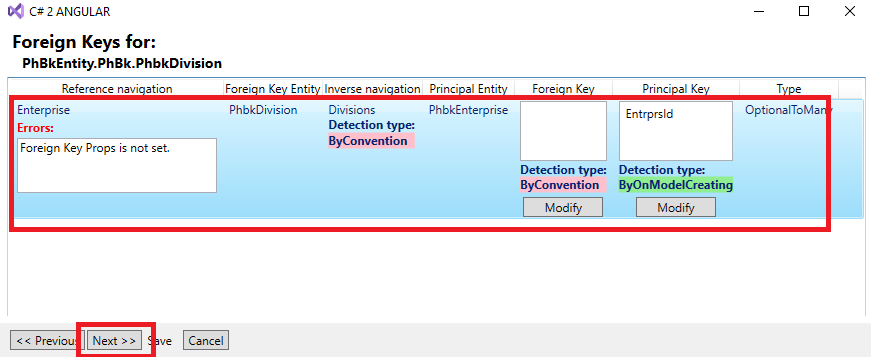 C# 2 ANGULAR
Foreign Keys for:
PhBkEntity.PhBk.PhbkDivision
Reference navigation Foreign Key Entity Inverse navigation Principal Entity Foreign Key Principal Key Type
Enterprise PhbkDivision Divisions PhbkEnterprise EntrprsId OptionalToMany
Errors: Detection type:
Foreign Key Props is not set. ByConvention
Detection type: Detection type:
ByConvention ByOnModelCreating
Modify Modify
<< Previous Next >> Save Cancel